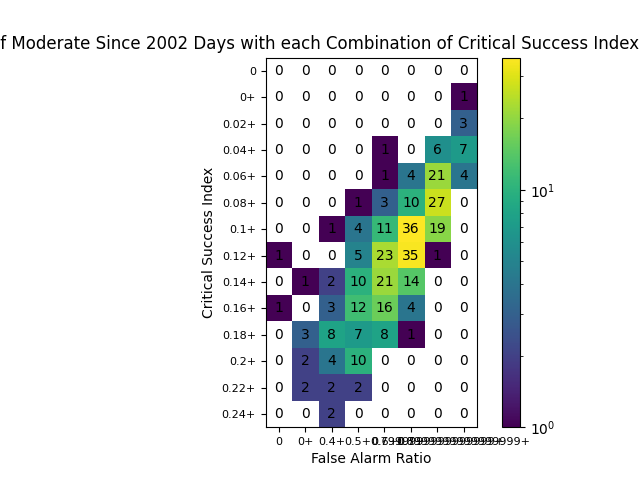 f Moderate Since 2002 Days with each Combination of Critical Success Index
0 0 0 0 0 0 0 0 0
0+ 0 0 0 0 0 0 0 1
0.02+ 0 0 0 0 0 0 0 3
0.04+ 0 0 0 0 1 0 6 7
0.06+ 0 0 0 0 1 4 21 4
0.08+ 0 0 0 1 3 10 27 0
0.1+ 0 0 1 4 11 36 19 0
0.12+ 1 0 0 5 23 35 1 0
0.14+ 0 1 2 10 21 14 0 0
0.16+ 1 0 3 12 16 4 0 0
0.18+ 0 3 8 7 8 1 0 0
0.2+ 0 2 4 10 0 0 0 0
0.22+ 0 2 2 2 0 0 0 0
0.24+ 0 0 2 0 0 0 0 0
0 0+ 0.4+ 0.5+
False Alarm Ratio
Critical Success Index
10^1
10^0